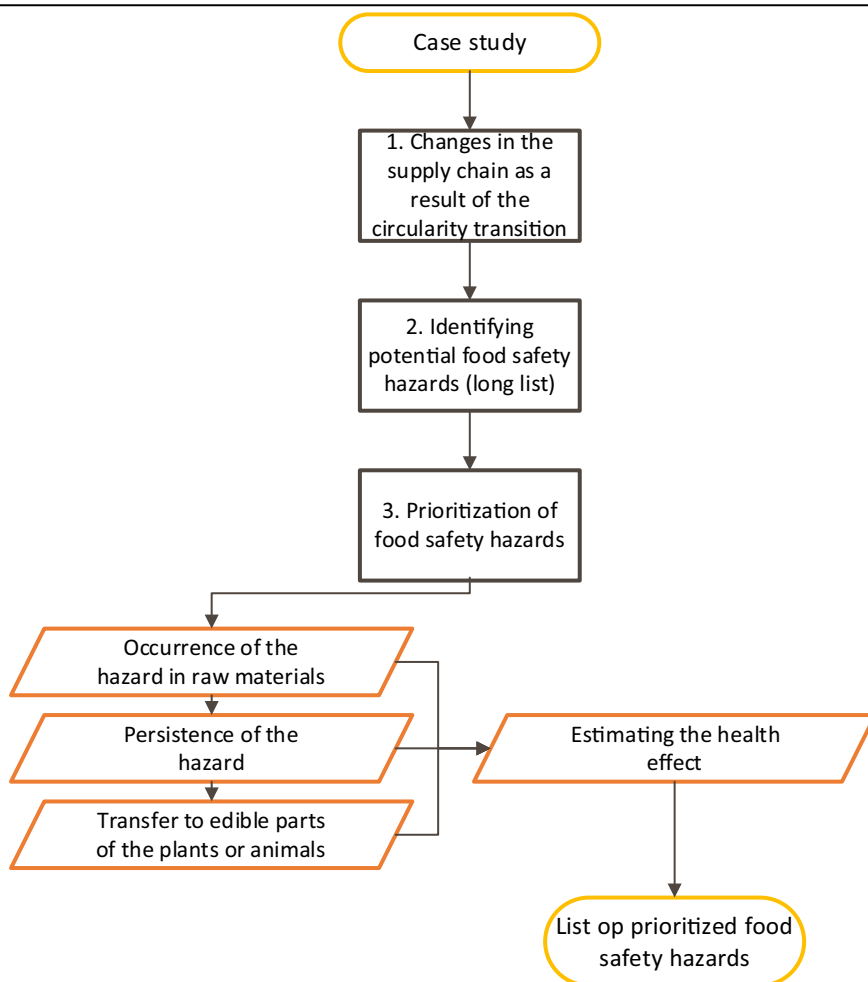 Case study
1. Changes in the
supply chain as a
result of the
circularity transition
2. Identifying
potential food safety
hazards (long list)
3. Prioritization of
food safety hazards
Occurrence of the
hazard in raw materials
Persistence of the
hazard
Transfer to edible parts
of the plants or animals
Estimating the health
effect
List op prioritized food
safety hazards